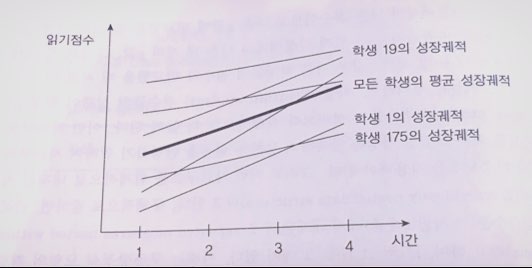 읽기점수
학생 19의 성장궤적
모든 학생의 평균 성장궤적
학생 1의 성장궤적
학생 175의 성장궤적
1 2 3 4
시간